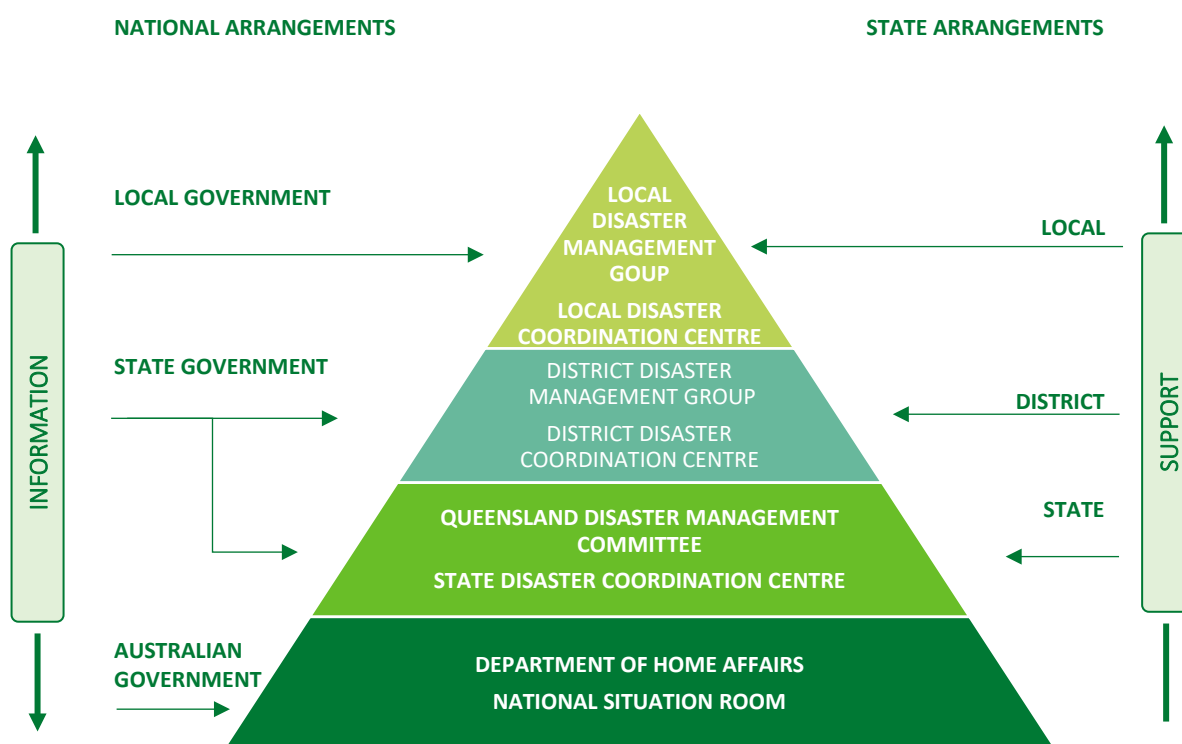 NATIONAL ARRANGEMENTS
STATE ARRANGEMENTS
LOCAL GOVERNMENT
STATE GOVERNMENT
AUSTRALIAN
GOVERNMENT
INFORMATION
LOCAL
DISASTER
MANAGEMENT
GOUP
LOCAL DISASTER
COORDINATION CENTRE
DISTRICT DISASTER
MANAGEMENT GROUP
DISTRICT DISASTER
COORDINATION CENTRE
QUEENSLAND DISASTER MANAGEMENT
COMMITTEE
STATE DISASTER COORDINATION CENTRE
DEPARTMENT OF HOME AFFAIRS
NATIONAL SITUATION ROOM
LOCAL
DISTRICT
STATE
SUPPORT